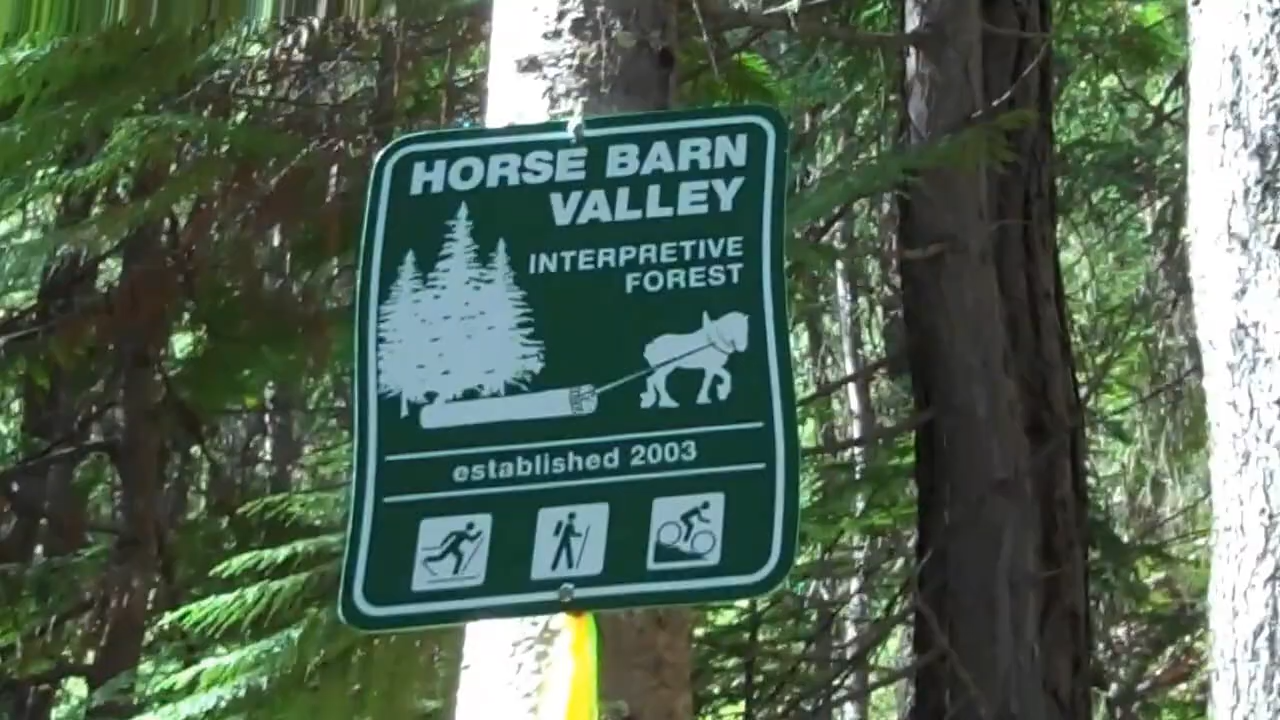 HORSE BARN
VALLEY
INTERPRETIVE
FOREST
established 2003